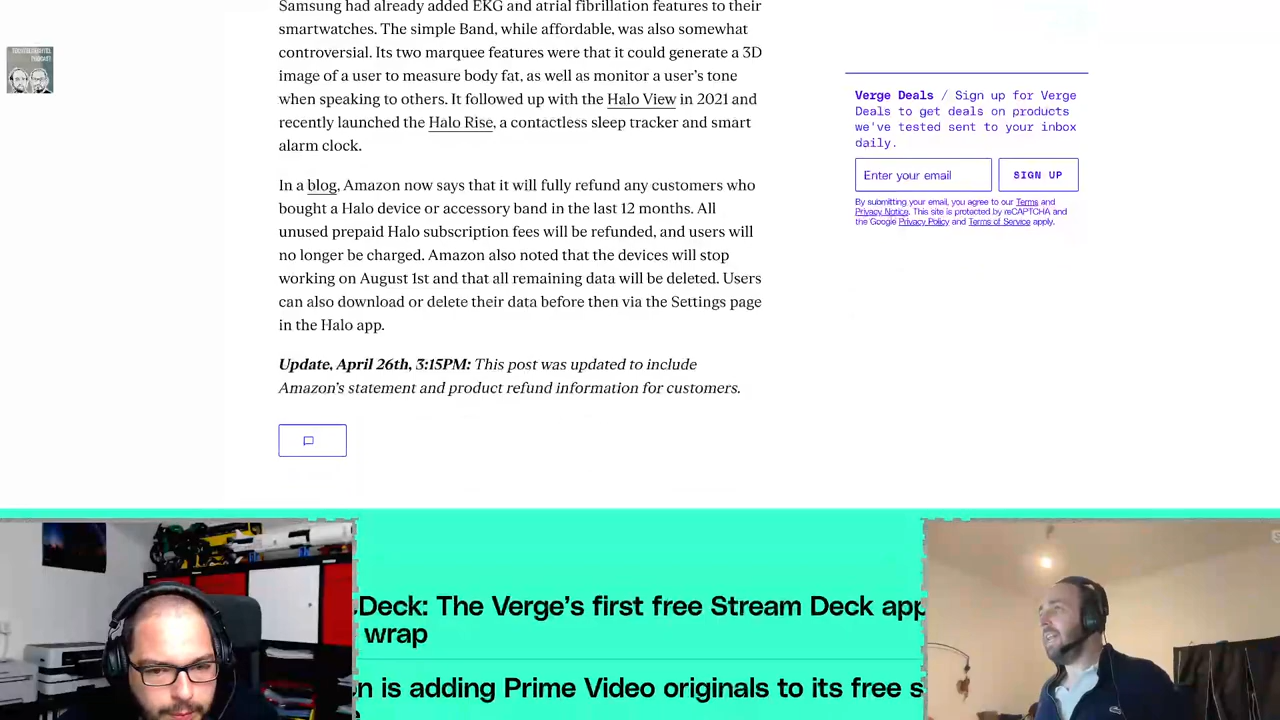 Samsung had already added EKG and atrial fibrillation features to their
smartwatches. The simple Band, while affordable, was also somewhat
controversial. Its two marquee features were that it could generate a 3D
image of a user to measure body fat, as well as monitor a user's tone
when speaking to others. It followed up with the Halo View in 2021 and
recently launched the Halo Rise, a contactless sleep tracker and smart
alarm clock.
In a blog, Amazon now says that it will fully refund any customers who
bought a Halo device or accessory band in the last 12 months. All
unused prepaid Halo subscription fees will be refunded, and users will
no longer be charged. Amazon also noted that the devices will stop
working on August 1st and that all remaining data will be deleted. Users
can also download or delete their data before then via the Settings page
in the Halo app.
Update, April 26th, 3:15PM: This post was updated to include
Amazon's statement and product refund information for customers.
Verge Deals / Sign up for Verge
Deals to get deals on products
we've tested sent to your inbox
daily.
Enter your email
SIGN UP
By submitting your email, you agree to our Terms and
Privacy Notice. This site is protected by reCAPTCHA and
the Google Privacy Policy and Terms of Service apply.
Deck: The Verge's first free Stream Deck app
wrap
n is adding Prime Video originals to its free s